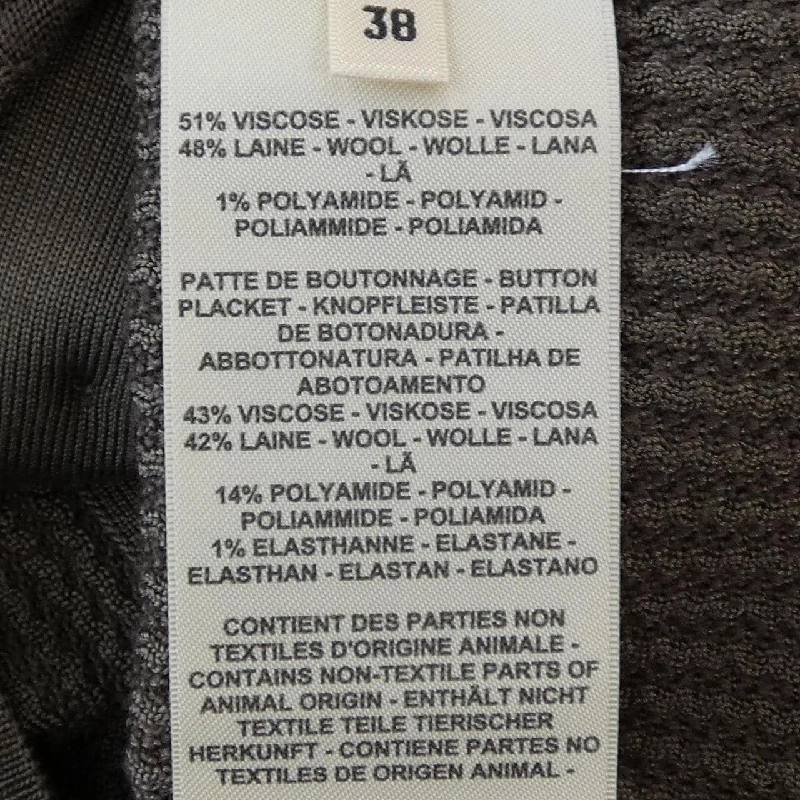 38
51% VISCOSE - VISKOSE - VISCOSA
48% LAINE - WOOL - WOLLE - LANA
- LÃ
1% POLYAMIDE - POLYAMID -
POLIAMMIDE - POLIAMIDA
PATTE DE BOUTONNAGE - BUTTON
PLACKET - KNOPFLEISTE - PATILLA
DE BOTONADURA -
ABBOTTONATURA - PATILHA DE
ABOTOAMENTO
43% VISCOSE - VISKOSE - VISCOSA
42% LAINE - WOOL - WOLLE - LANA
- LÃ
14% POLYAMIDE - POLYAMID -
POLIAMMIDE - POLIAMIDA
1% ELASTHANNE - ELASTANE -
ELASTHAN - ELASTAN - ELASTANO
CONTIENT DES PARTIES NON
TEXTILES D'ORIGINE ANIMALE -
CONTAINS NON-TEXTILE PARTS OF
ANIMAL ORIGIN - ENTHÄLT NICHT
TEXTILE TEILE TIERISCHER
HERKUNFT - CONTIENE PARTES NO
TEXTILES DE ORIGEN ANIMAL -